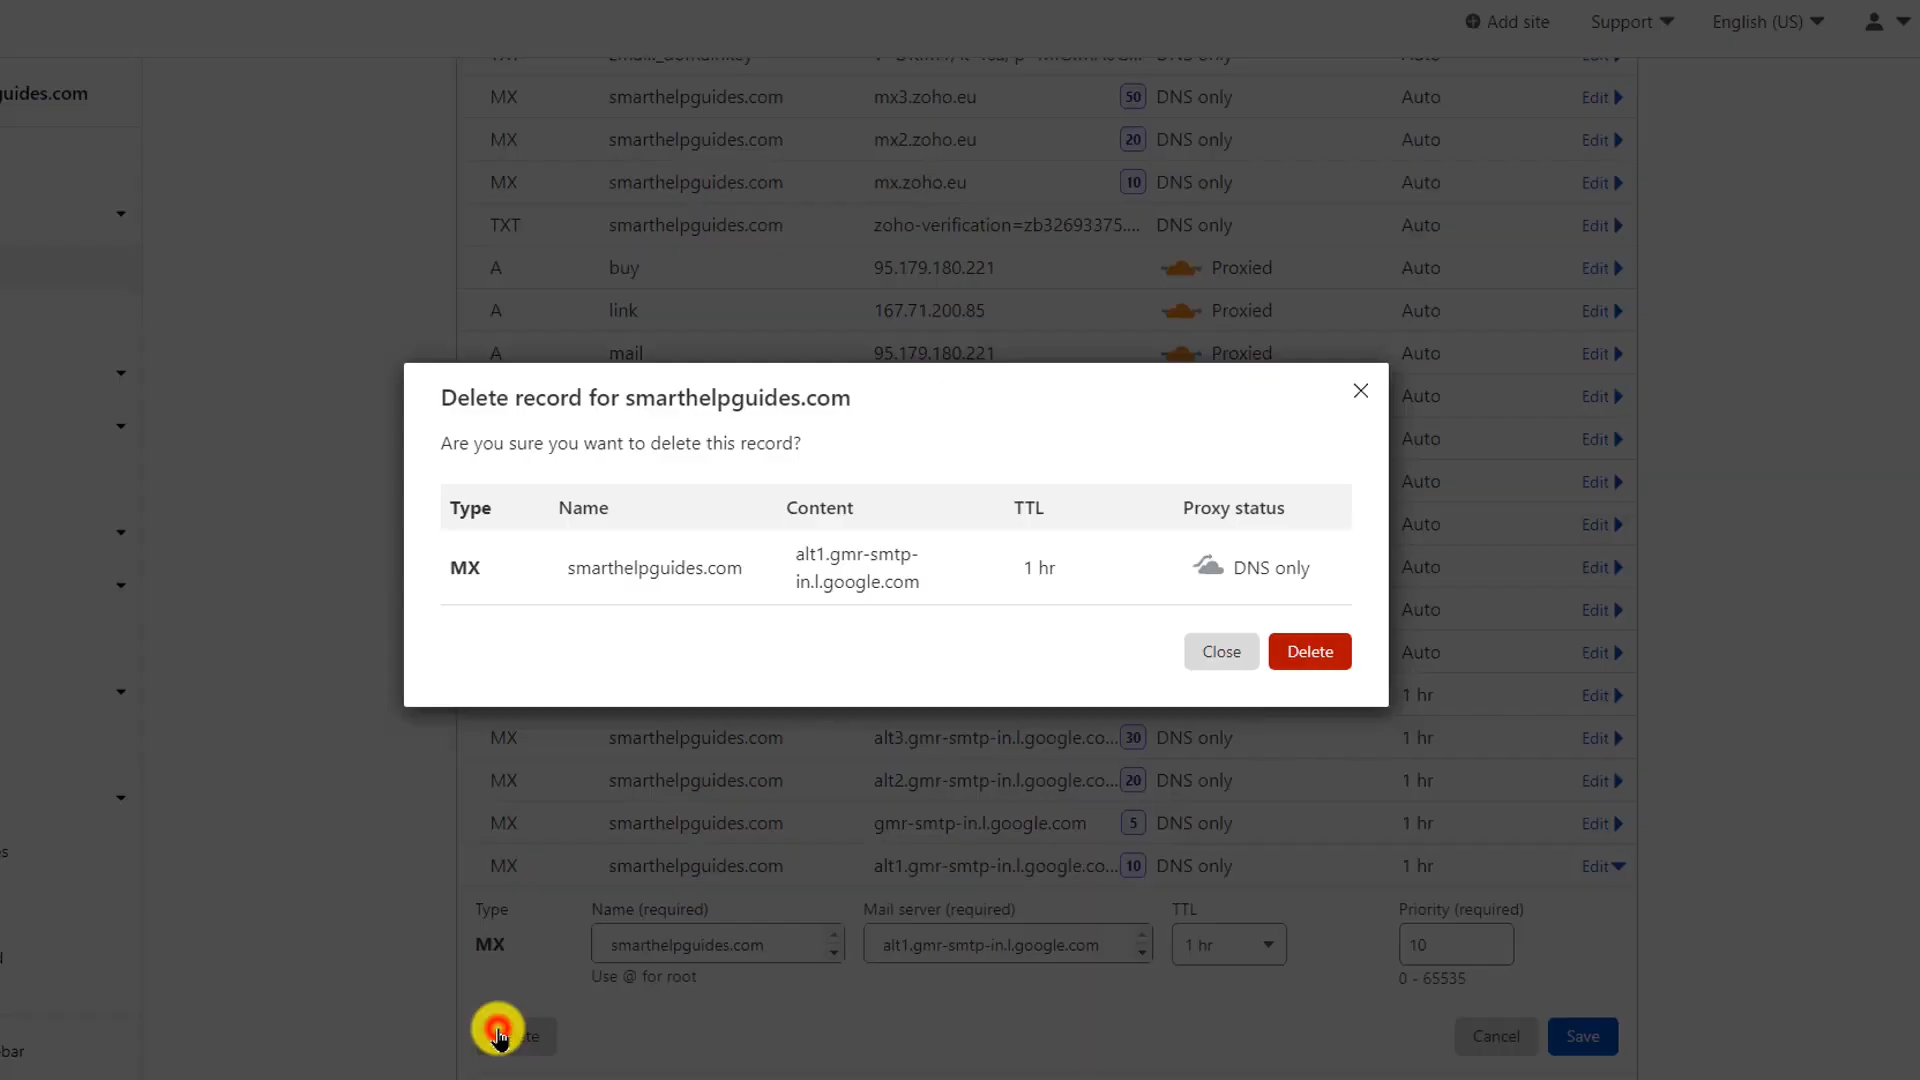 Add site Support English (US)
guides.com
MX smarthelpguides.com mx3.zoho.eu 50 DNS only Auto Edit
MX smarthelpguides.com mx2.zoho.eu 20 DNS only Auto Edit
MX smarthelpguides.com mx.zoho.eu 10 DNS only Auto Edit
TXT smarthelpguides.com zoho-verification=zb32693375.... DNS only Auto Edit
A buy 95.179.180.221 Proxied Auto Edit
A link 167.71.200.85 Proxied Auto Edit
A mail 95.179.180.221 Proxied Auto Edit
Delete record for smarthelpguides.com
Are you sure you want to delete this record?
Type Name Content TTL Proxy status
MX smarthelpguides.com alt1.gmr-smtp-
in.l.google.com 1 hr DNS only
Close Delete
Auto Edit
Auto Edit
Auto Edit
Auto Edit
Auto Edit
Auto Edit
Auto Edit
1 hr Edit
MX smarthelpguides.com alt3.gmr-smtp-in.l.google.co... 30 DNS only 1 hr Edit
MX smarthelpguides.com alt2.gmr-smtp-in.l.google.co... 20 DNS only 1 hr Edit
MX smarthelpguides.com gmr-smtp-in.l.google.com 5 DNS only 1 hr Edit
MX smarthelpguides.com alt1.gmr-smtp-in.l.google.co... 10 DNS only 1 hr Edit
Type Name (required) Mail server (required) TTL Priority (required)
MX smarthelpguides.com alt1.gmr-smtp-in.l.google.com 1 hr 10
Use @ for root 0 - 65535
Cancel Save
bar